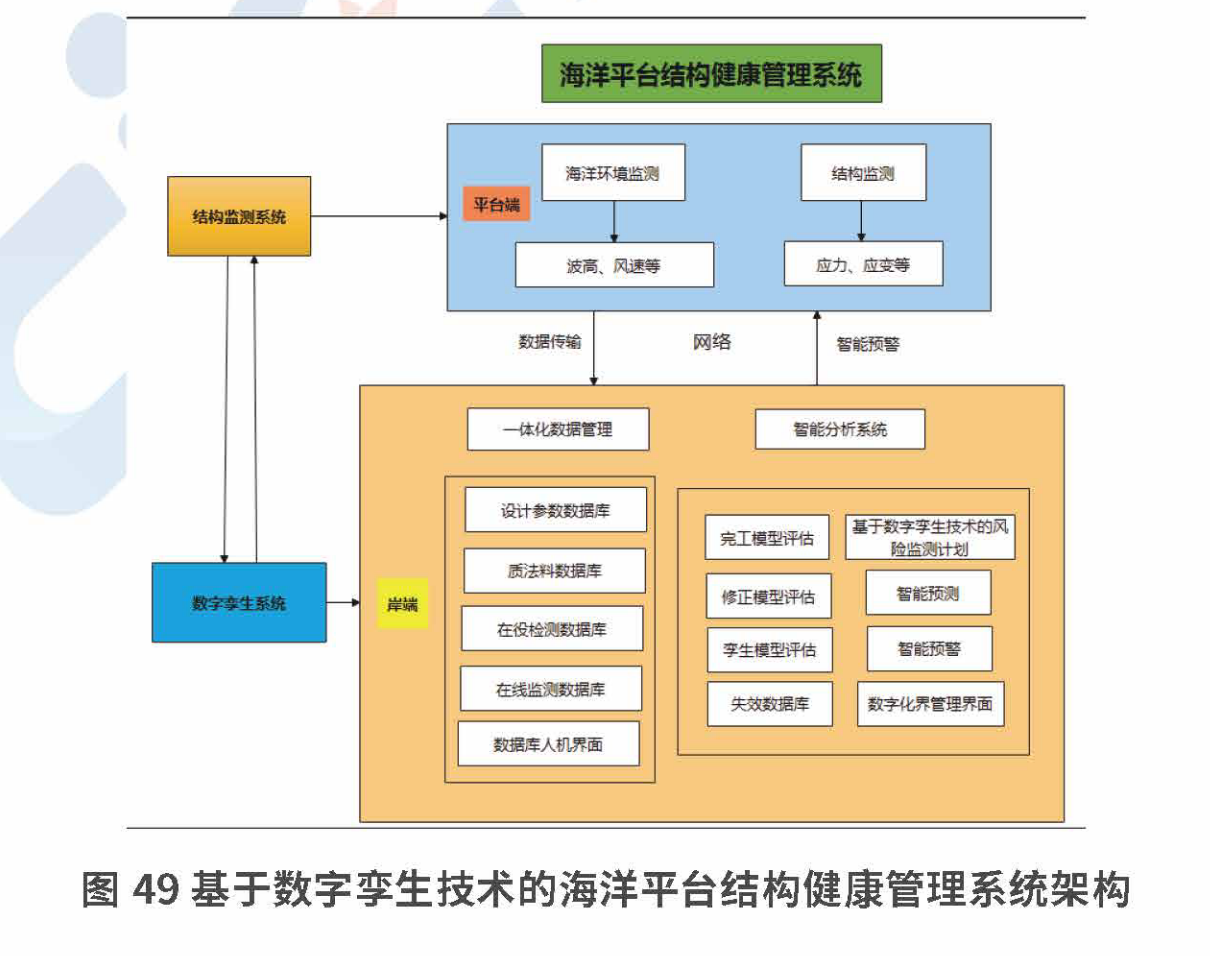 海洋平台结构健康管理系统
结构监测系统
平台端
海洋环境监测
结构监测
波高、风速等
应力、应变等
数据传输
网络
智能预警
数字孪生系统
岸端
一体化数据管理
智能分析系统
设计参数数据库
质法料数据库
在役检测数据库
在线监测数据库
数据库人机界面
完工模型评估
基于数字孪生技术的风
险监测计划
修正模型评估
智能预测
孪生模型评估
智能预警
失效数据库
数字化界管理界面
图 49 基于数字孪生技术的海洋平台结构健康管理系统架构